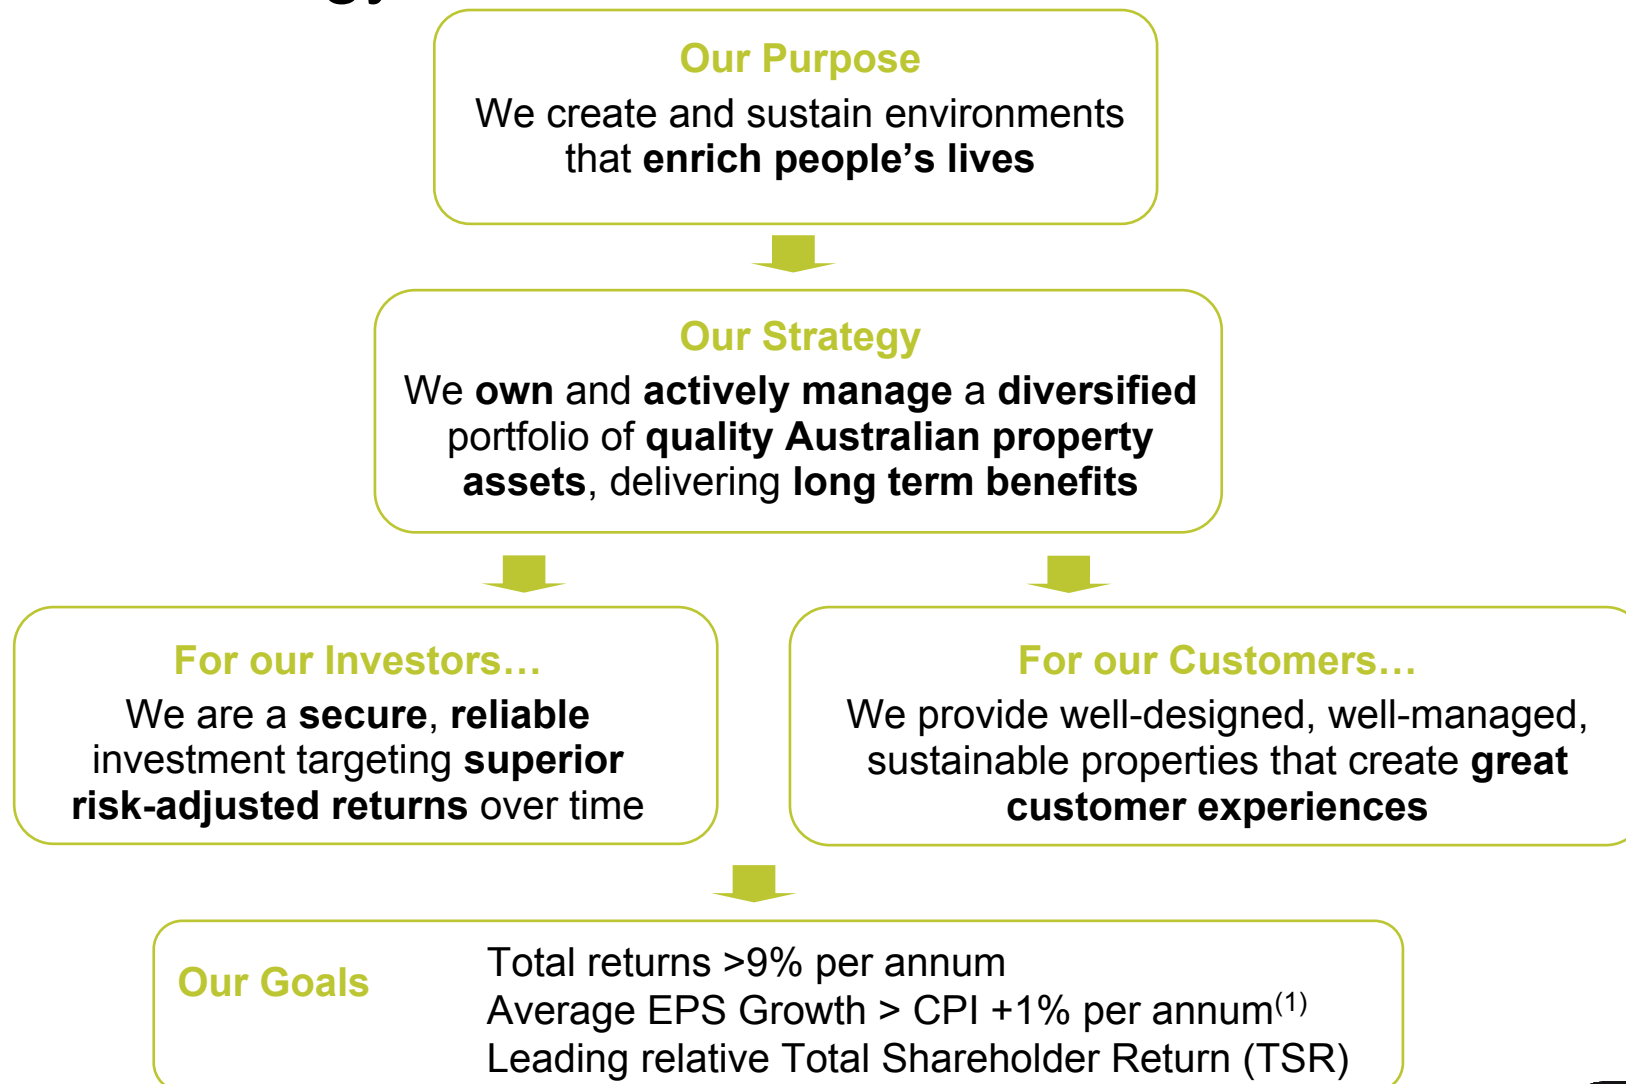 Our Purpose
We create and sustain environments
that enrich people’s lives
Our Strategy
We own and actively manage a diversified
portfolio of quality Australian property
assets, delivering long term benefits
For our Investors…
We are a secure, reliable
investment targeting superior
risk-adjusted returns over time
For our Customers…
We provide well-designed, well-managed,
sustainable properties that create great
customer experiences
Our Goals
Total returns >9% per annum
Average EPS Growth > CPI +1% per annum(1)
Leading relative Total Shareholder Return (TSR)